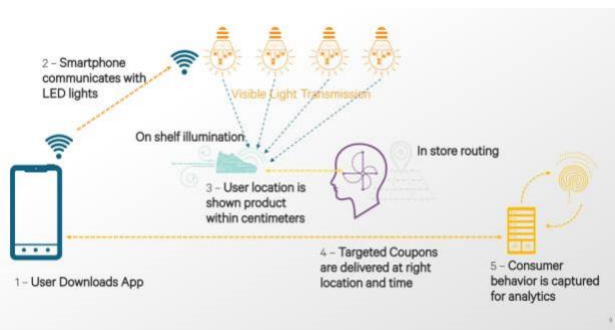 2 – Smartphone
communicates with
LED lights
Visible Light Transmission
On shelf illumination
In store routing
3 – User location is
shown product
within centimeters
1 – User Downloads App
4 – Targeted Coupons
are delivered at right
location and time
5 – Consumer
behavior is captured
for analytics